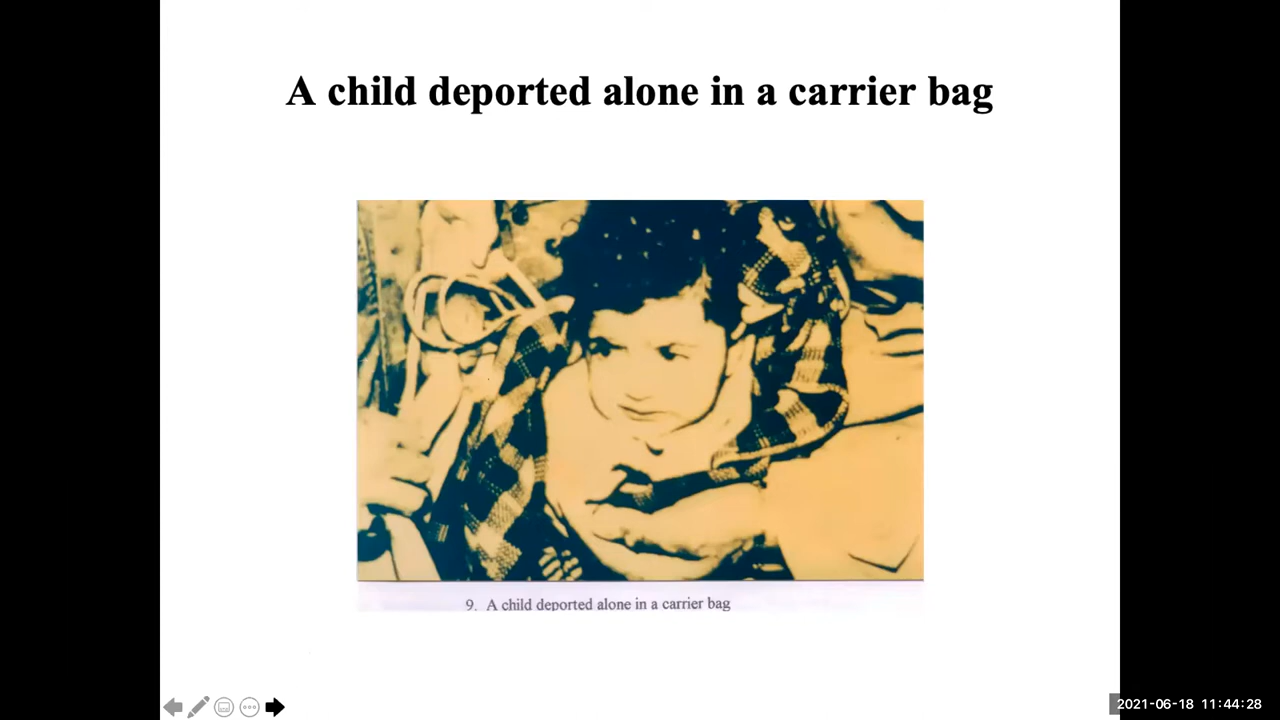 A child deported alone in a carrier bag
9. A child deported alone in a carrier bag
2021-06-18 11:44:28